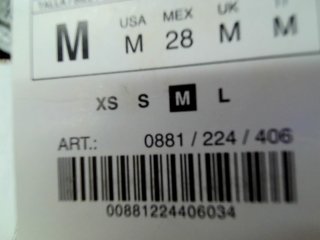 USA MEX UK
M M 28 M M
XS S M L
ART.: 0881 / 224 / 406
00881224406034